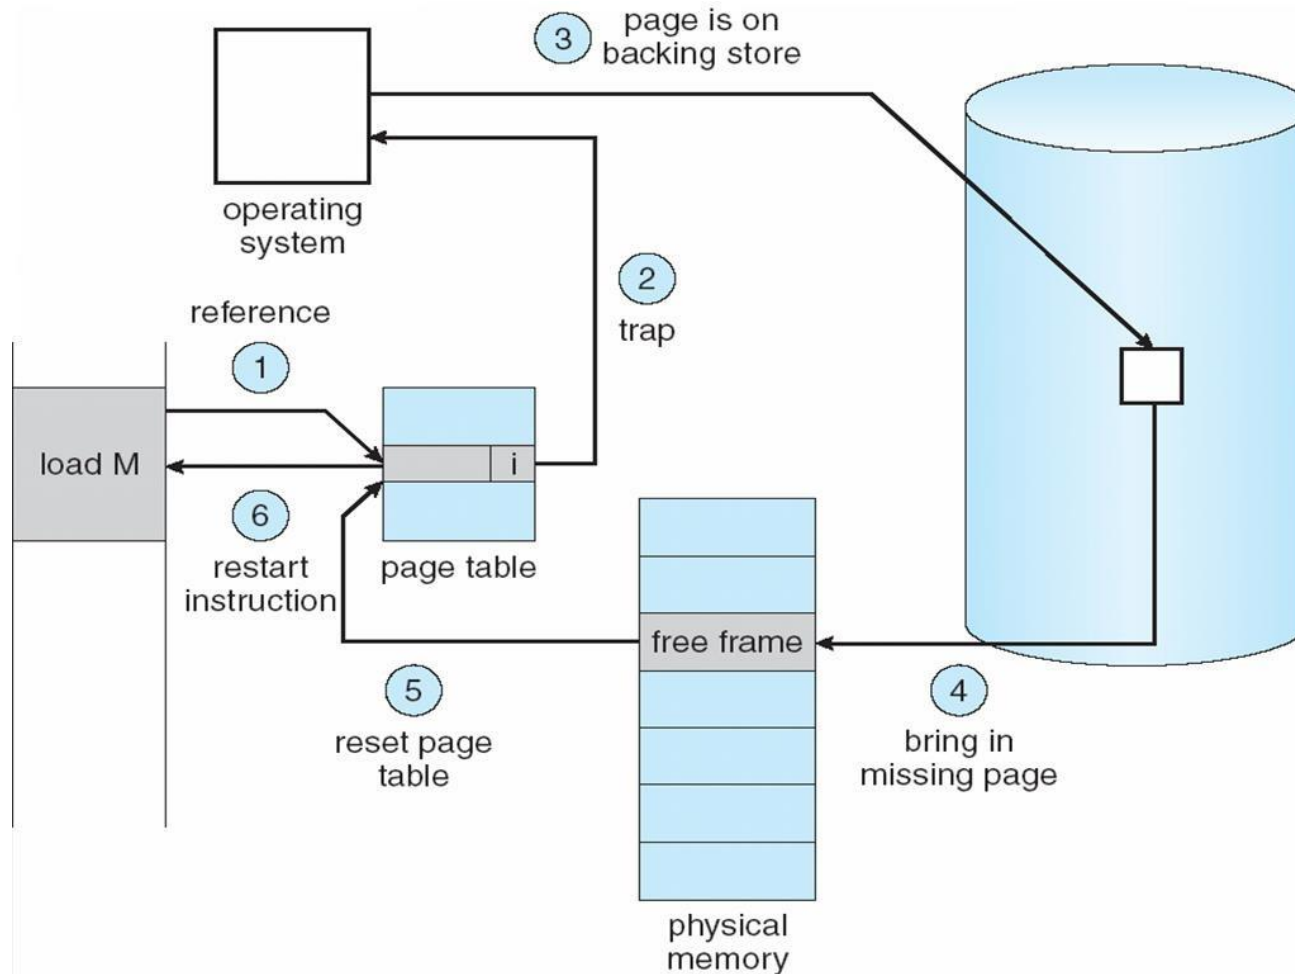 3
page is on
backing store
operating
system
2
trap
reference
1
load M
i
6
restart
instruction
page table
free frame
5
reset page
table
4
bring in
missing page
physical
memory